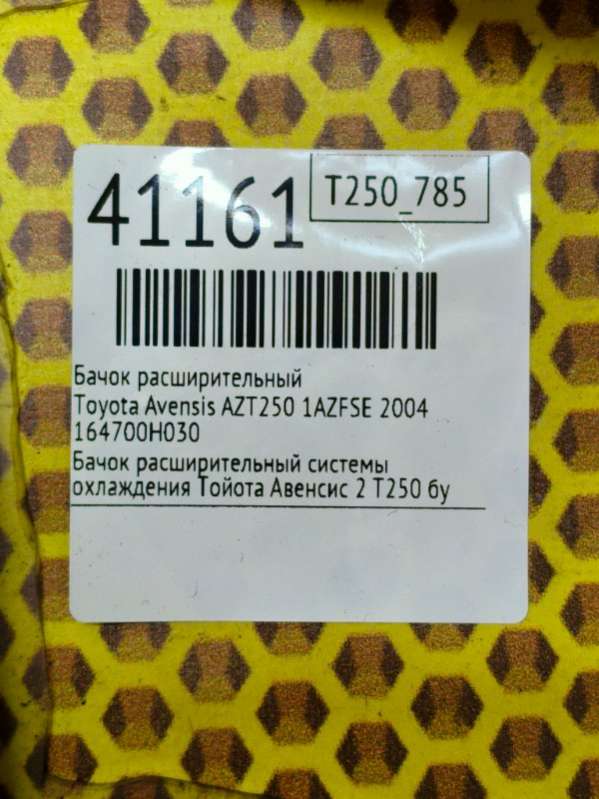 41161
T250_785
Бачок расширительный
Toyota Avensis AZT250 1AZFSE 2004
164700H030
Бачок расширительный системы
охлаждения Тойота Авенсис 2 Т250 бу